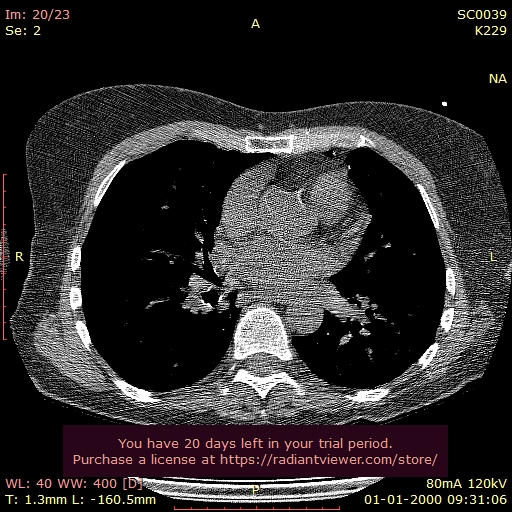 Im: 20/23
Se: 2
A
SC0039
K229
NA
R
L
You have 20 days left in your trial period.
Purchase a license at https://radiantviewer.com/store/
WL: 40 WW: 400 [D]
T: 1.3mm L: -160.5mm
P
80mA 120kV
01-01-2000 09:31:06